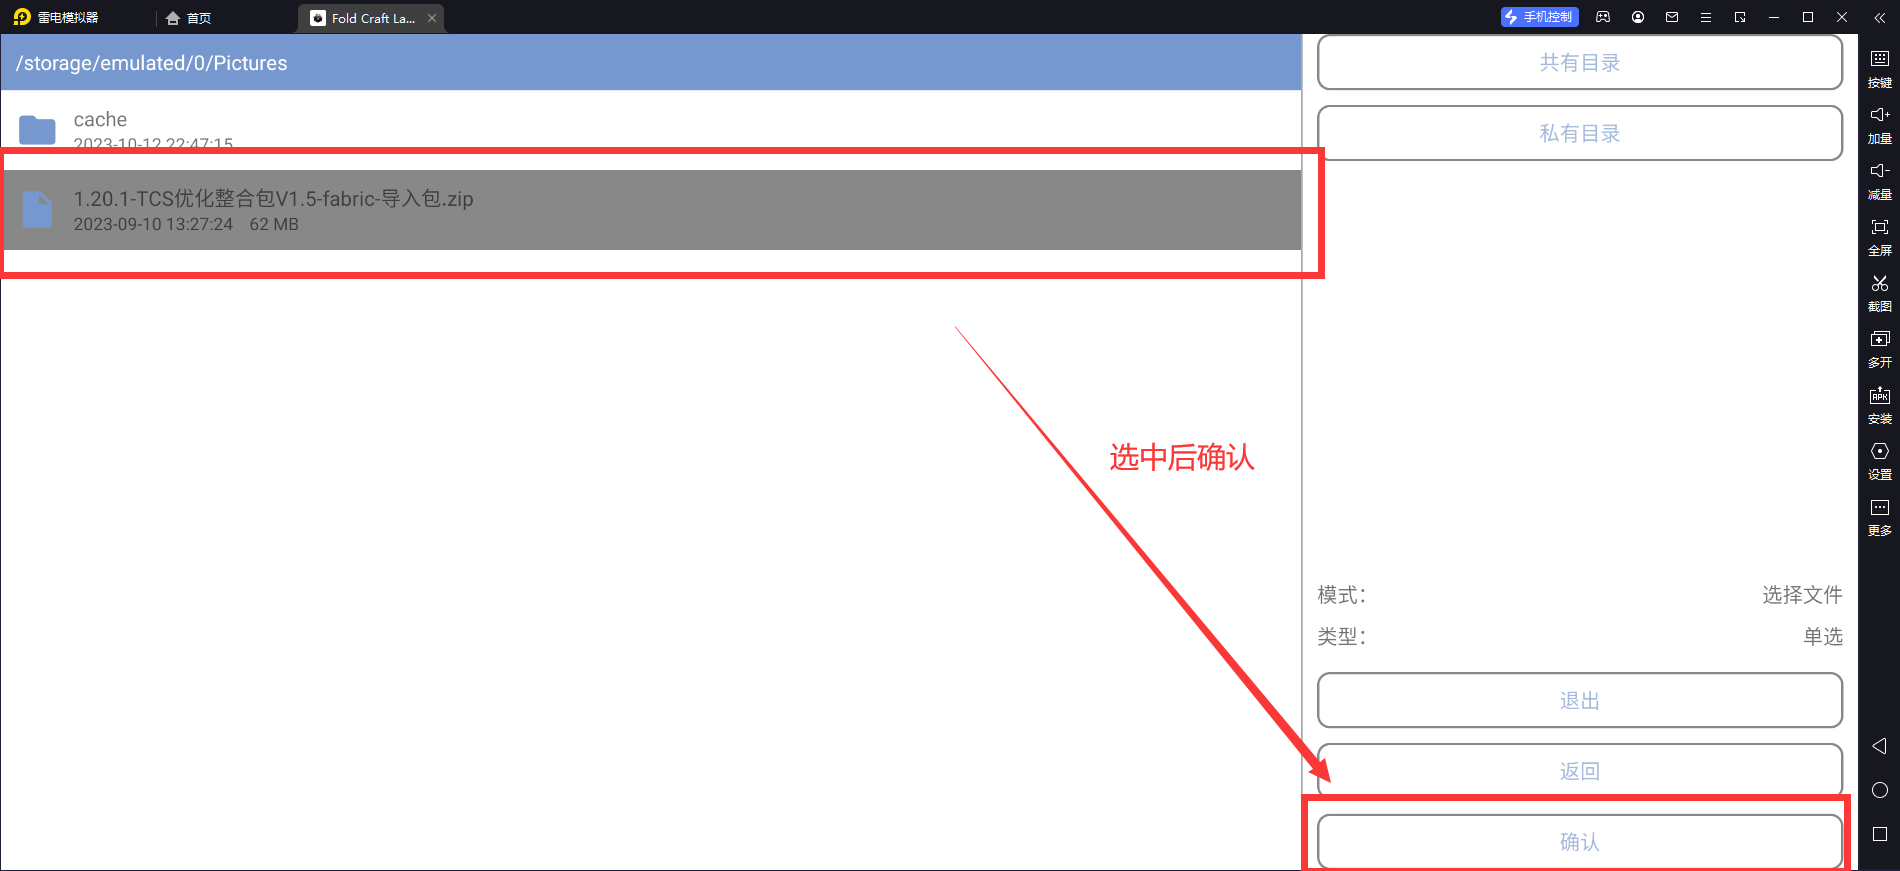 雷电模拟器
首页
Fold Craft La...
手机控制
/storage/emulated/0/Pictures
cache
2023-10-12 22:47:15
1.20.1-TCS优化整合包V1.5-fabric-导入包.zip
2023-09-10 13:27:24 62 MB
选中后确认
共有目录
私有目录
模式：
选择文件
类型：
单选
退出
返回
确认
按键
加量
减量
全屏
截图
多开
APK
安装
设置
更多